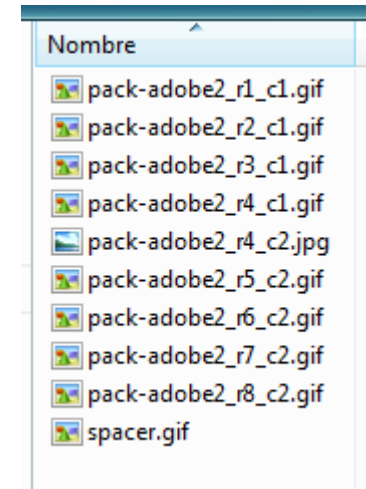 Nombre
pack-adobe2_r1_c1.gif
pack-adobe2_r2_c1.gif
pack-adobe2_r3_c1.gif
pack-adobe2_r4_c1.gif
pack-adobe2_r4_c2.jpg
pack-adobe2_r5_c2.gif
pack-adobe2_r6_c2.gif
pack-adobe2_r7_c2.gif
pack-adobe2_r8_c2.gif
spacer.gif